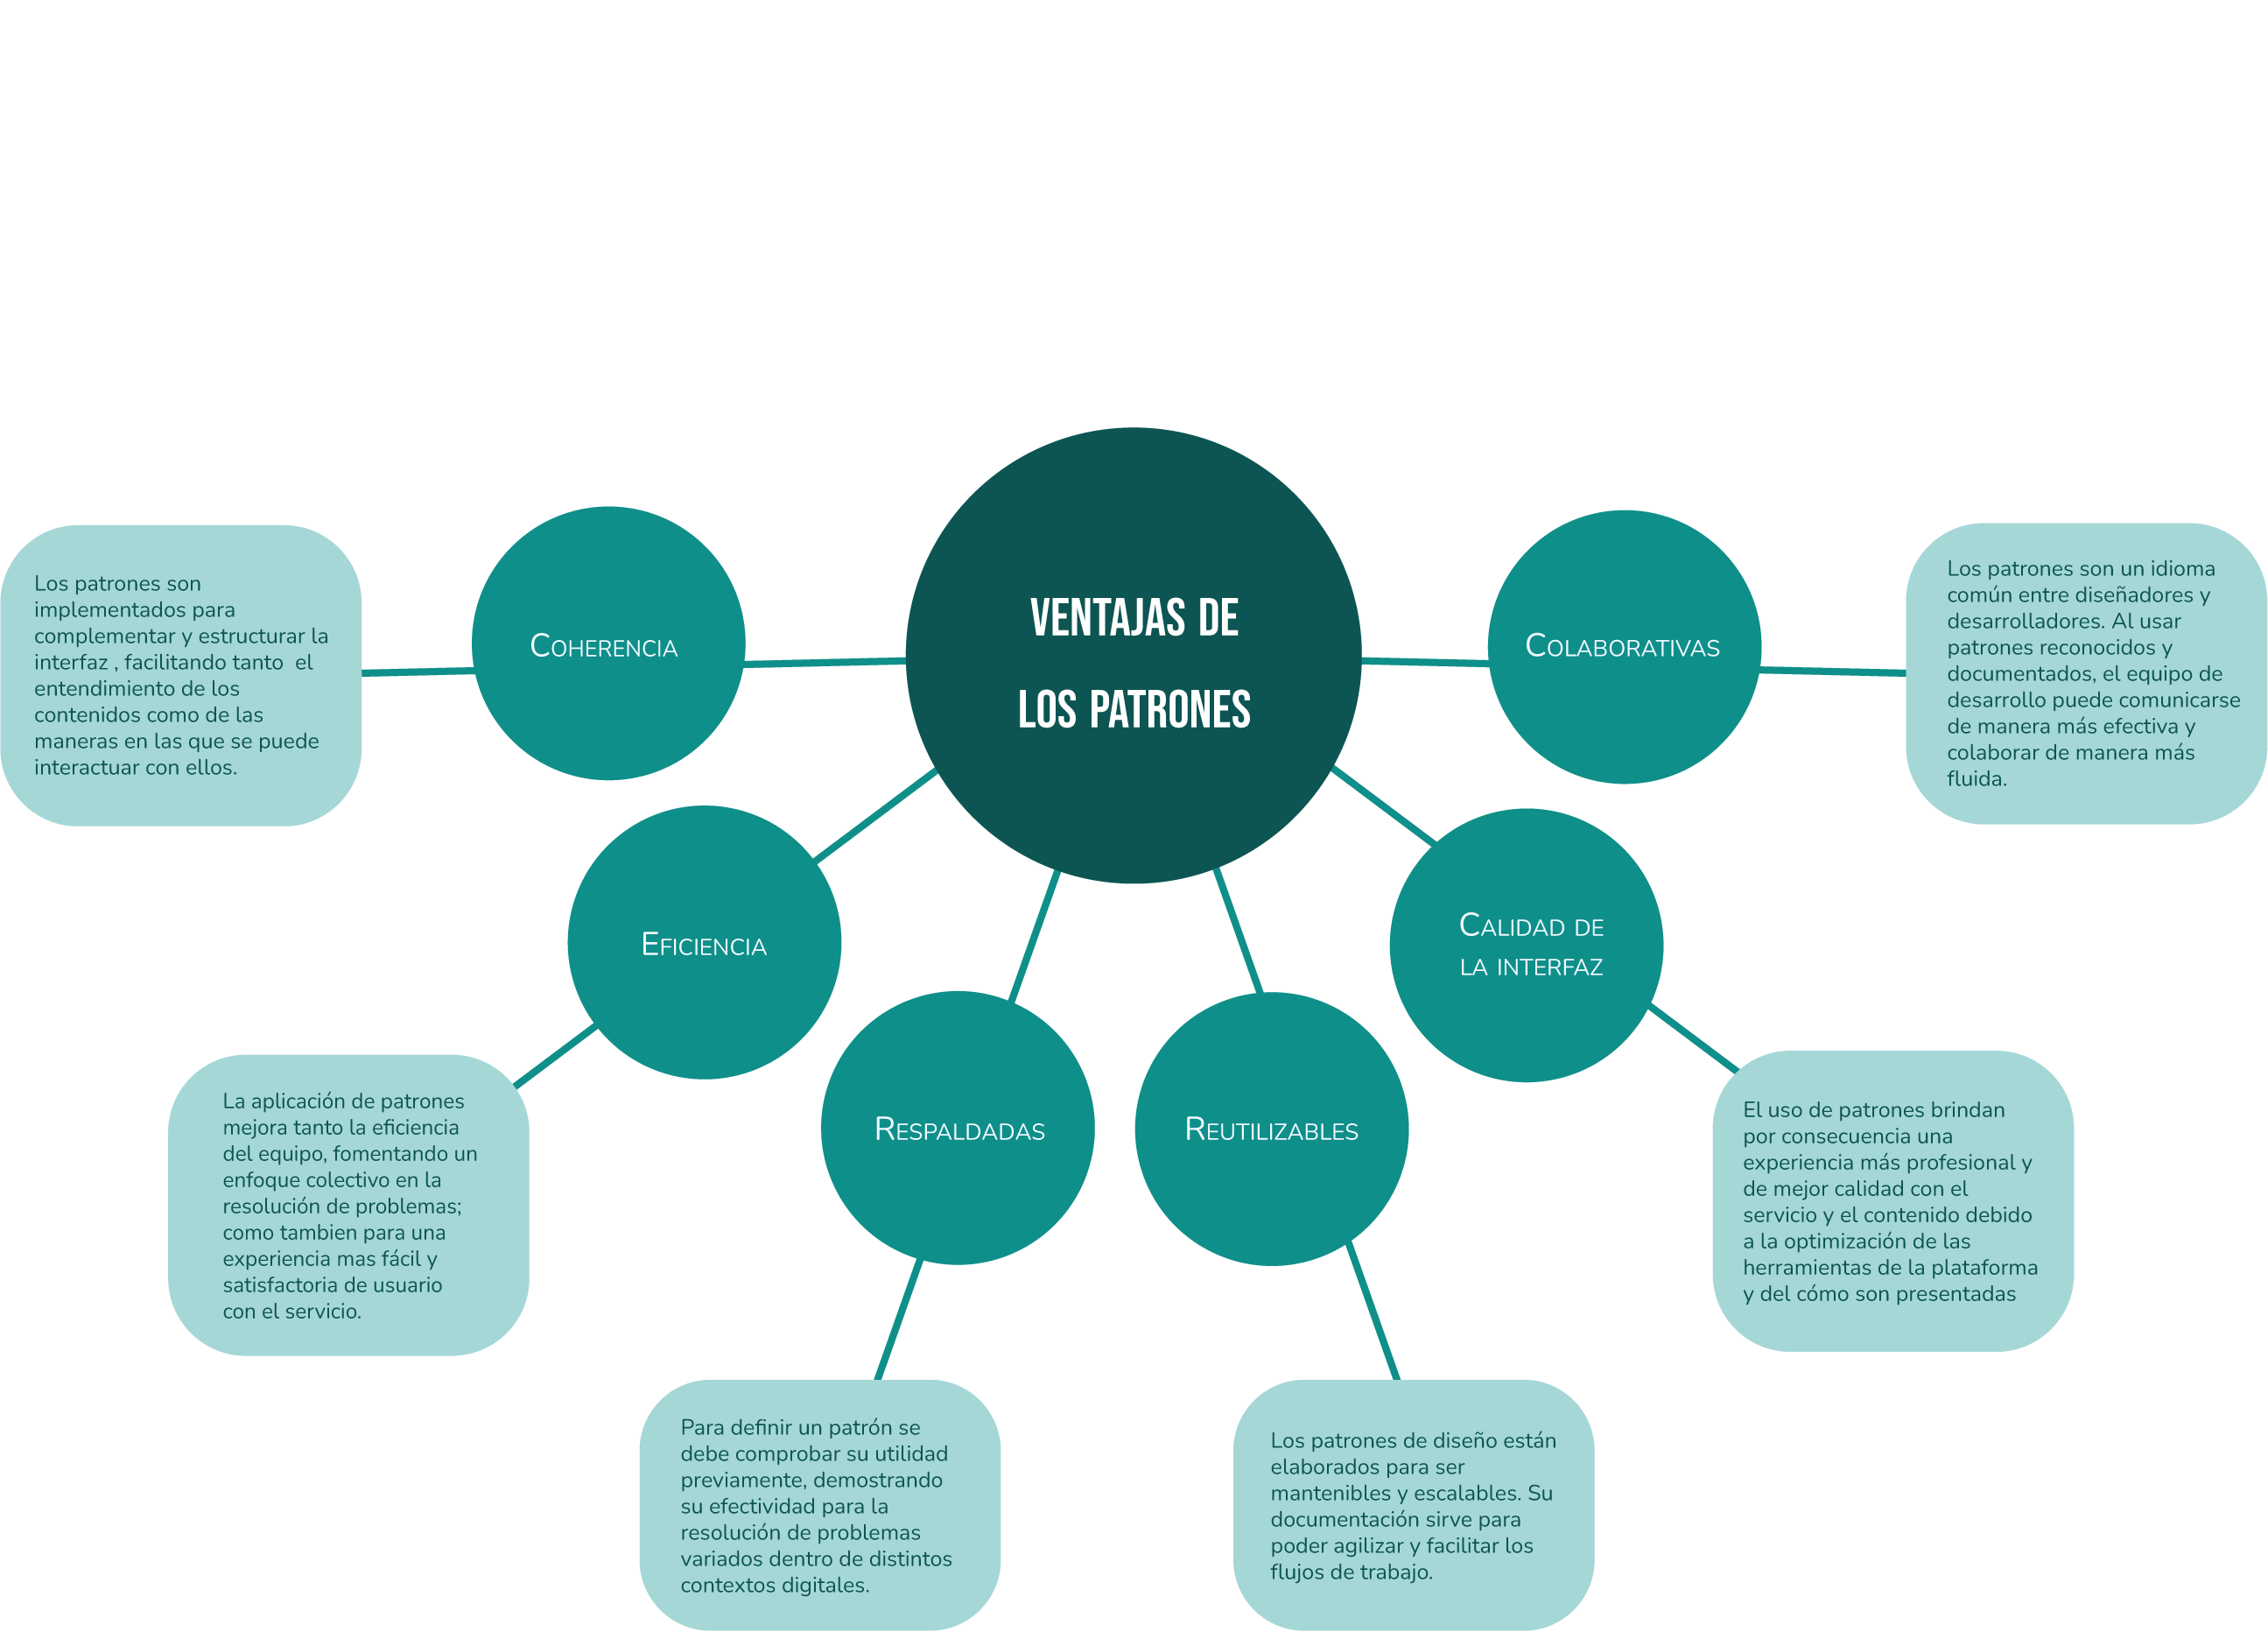 VENTAJAS DE
LOS PATRONES
COHERENCIA
Los patrones son
implementados para
complementar y estructurar la
interfaz , facilitando tanto  el
entendimiento de los
contenidos como de las
maneras en las que se puede
interactuar con ellos.
EFICIENCIA
La aplicación de patrones
mejora tanto la eficiencia
del equipo, fomentando un
enfoque colectivo en la
resolución de problemas;
como tambien para una
experiencia mas fácil y
satisfactoria de usuario
con el servicio.
RESPALDADAS
Para definir un patrón se
debe comprobar su utilidad
previamente, demostrando
su efectividad para la
resolución de problemas
variados dentro de distintos
contextos digitales.
REUTILIZABLES
Los patrones de diseño están
elaborados para ser
mantenibles y escalables. Su
documentación sirve para
poder agilizar y facilitar los
flujos de trabajo.
CALIDAD DE
LA INTERFAZ
El uso de patrones brindan
por consecuencia una
experiencia más profesional y
de mejor calidad con el
servicio y el contenido debido
a la optimización de las
herramientas de la plataforma
y del cómo son presentadas
COLABORATIVAS
Los patrones son un idioma
común entre diseñadores y
desarrolladores. Al usar
patrones reconocidos y
documentados, el equipo de
desarrollo puede comunicarse
de manera más efectiva y
colaborar de manera más
fluida.